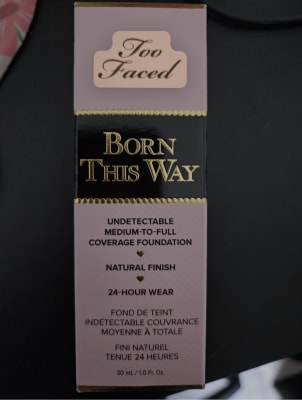 Too
Faced
BORN
THIS WAY
UNDETECTABLE
MEDIUM-TO-FULL
COVERAGE FOUNDATION
NATURAL FINISH
24-HOUR WEAR
FOND DE TEINT
INDÉTECTABLE COUVRANCE
MOYENNE À TOTALE
FINI NATUREL
TENUE 24 HEURES
30 mL/1.0 Fl. Oz.